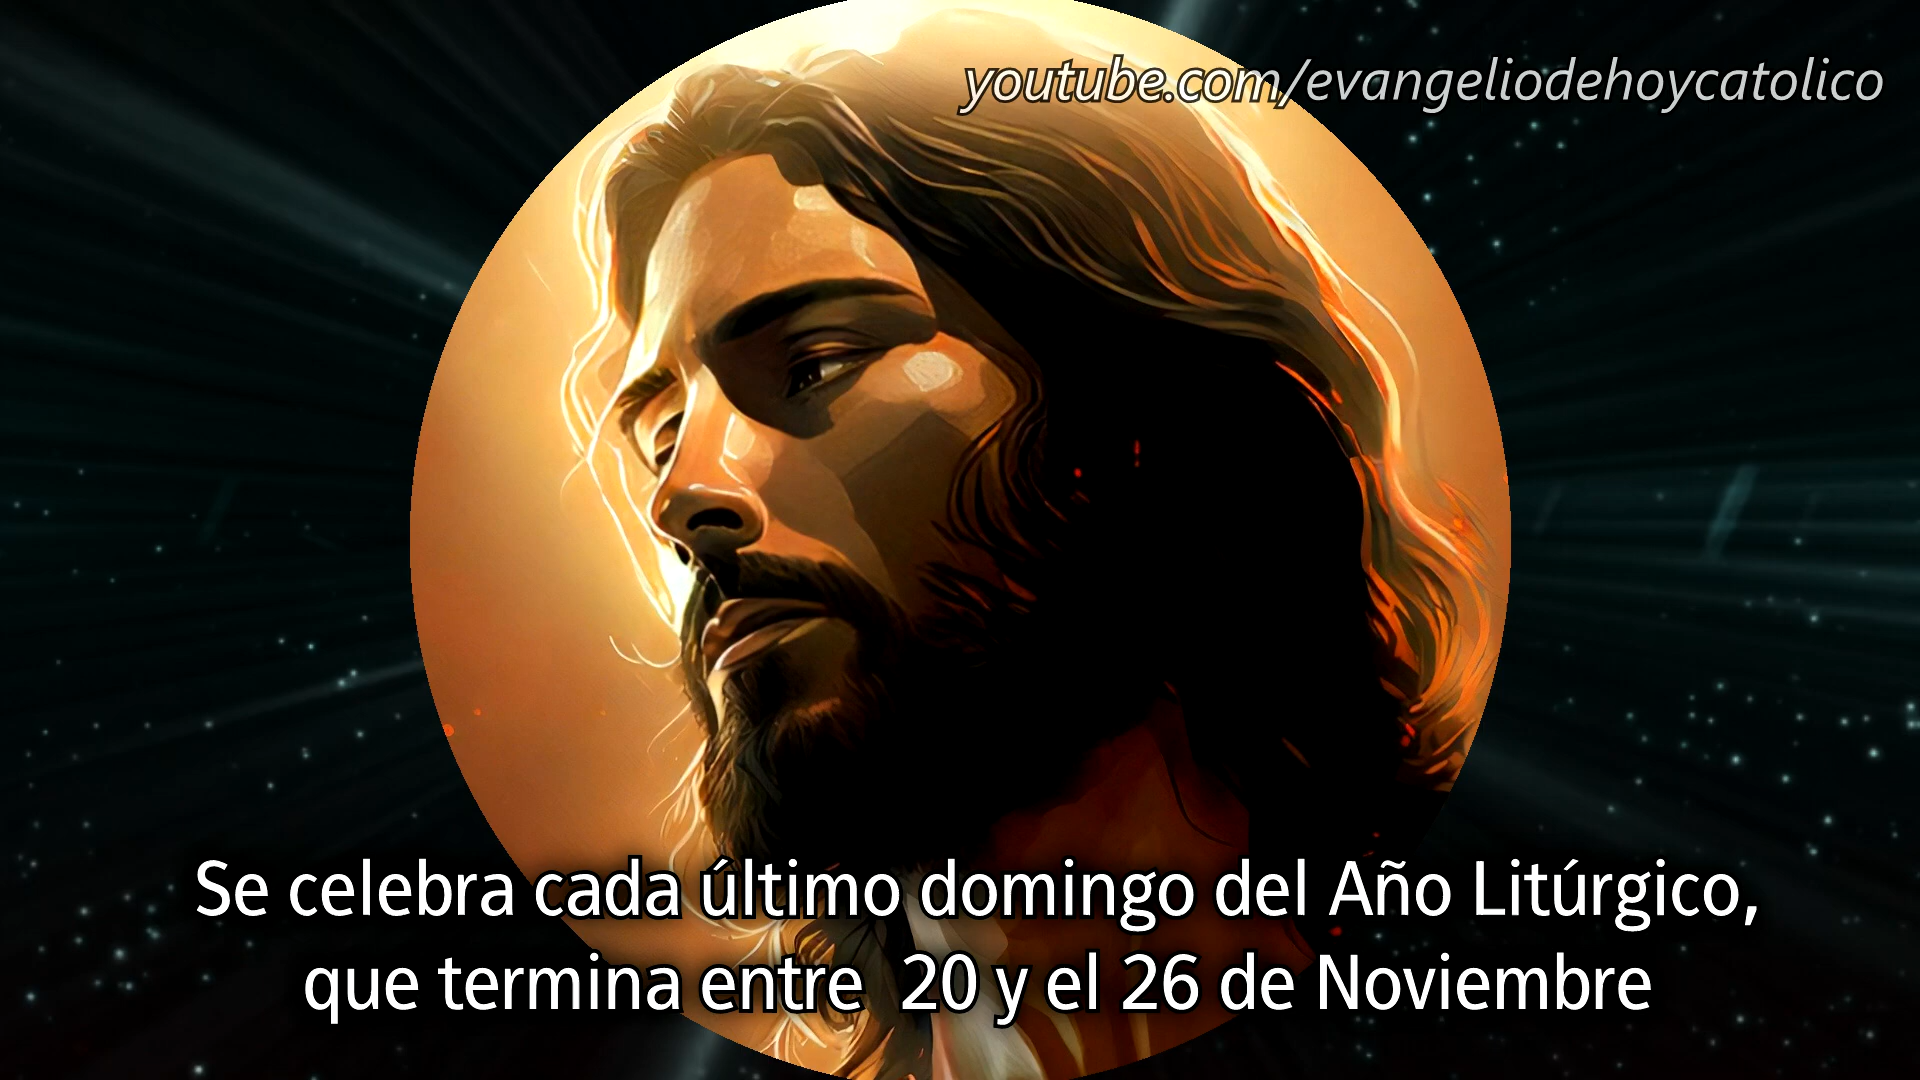 youtube.com/evangeliodehoycatolico
Se celebra cada último domingo del Año Litúrgico,
que termina entre  20 y el 26 de Noviembre